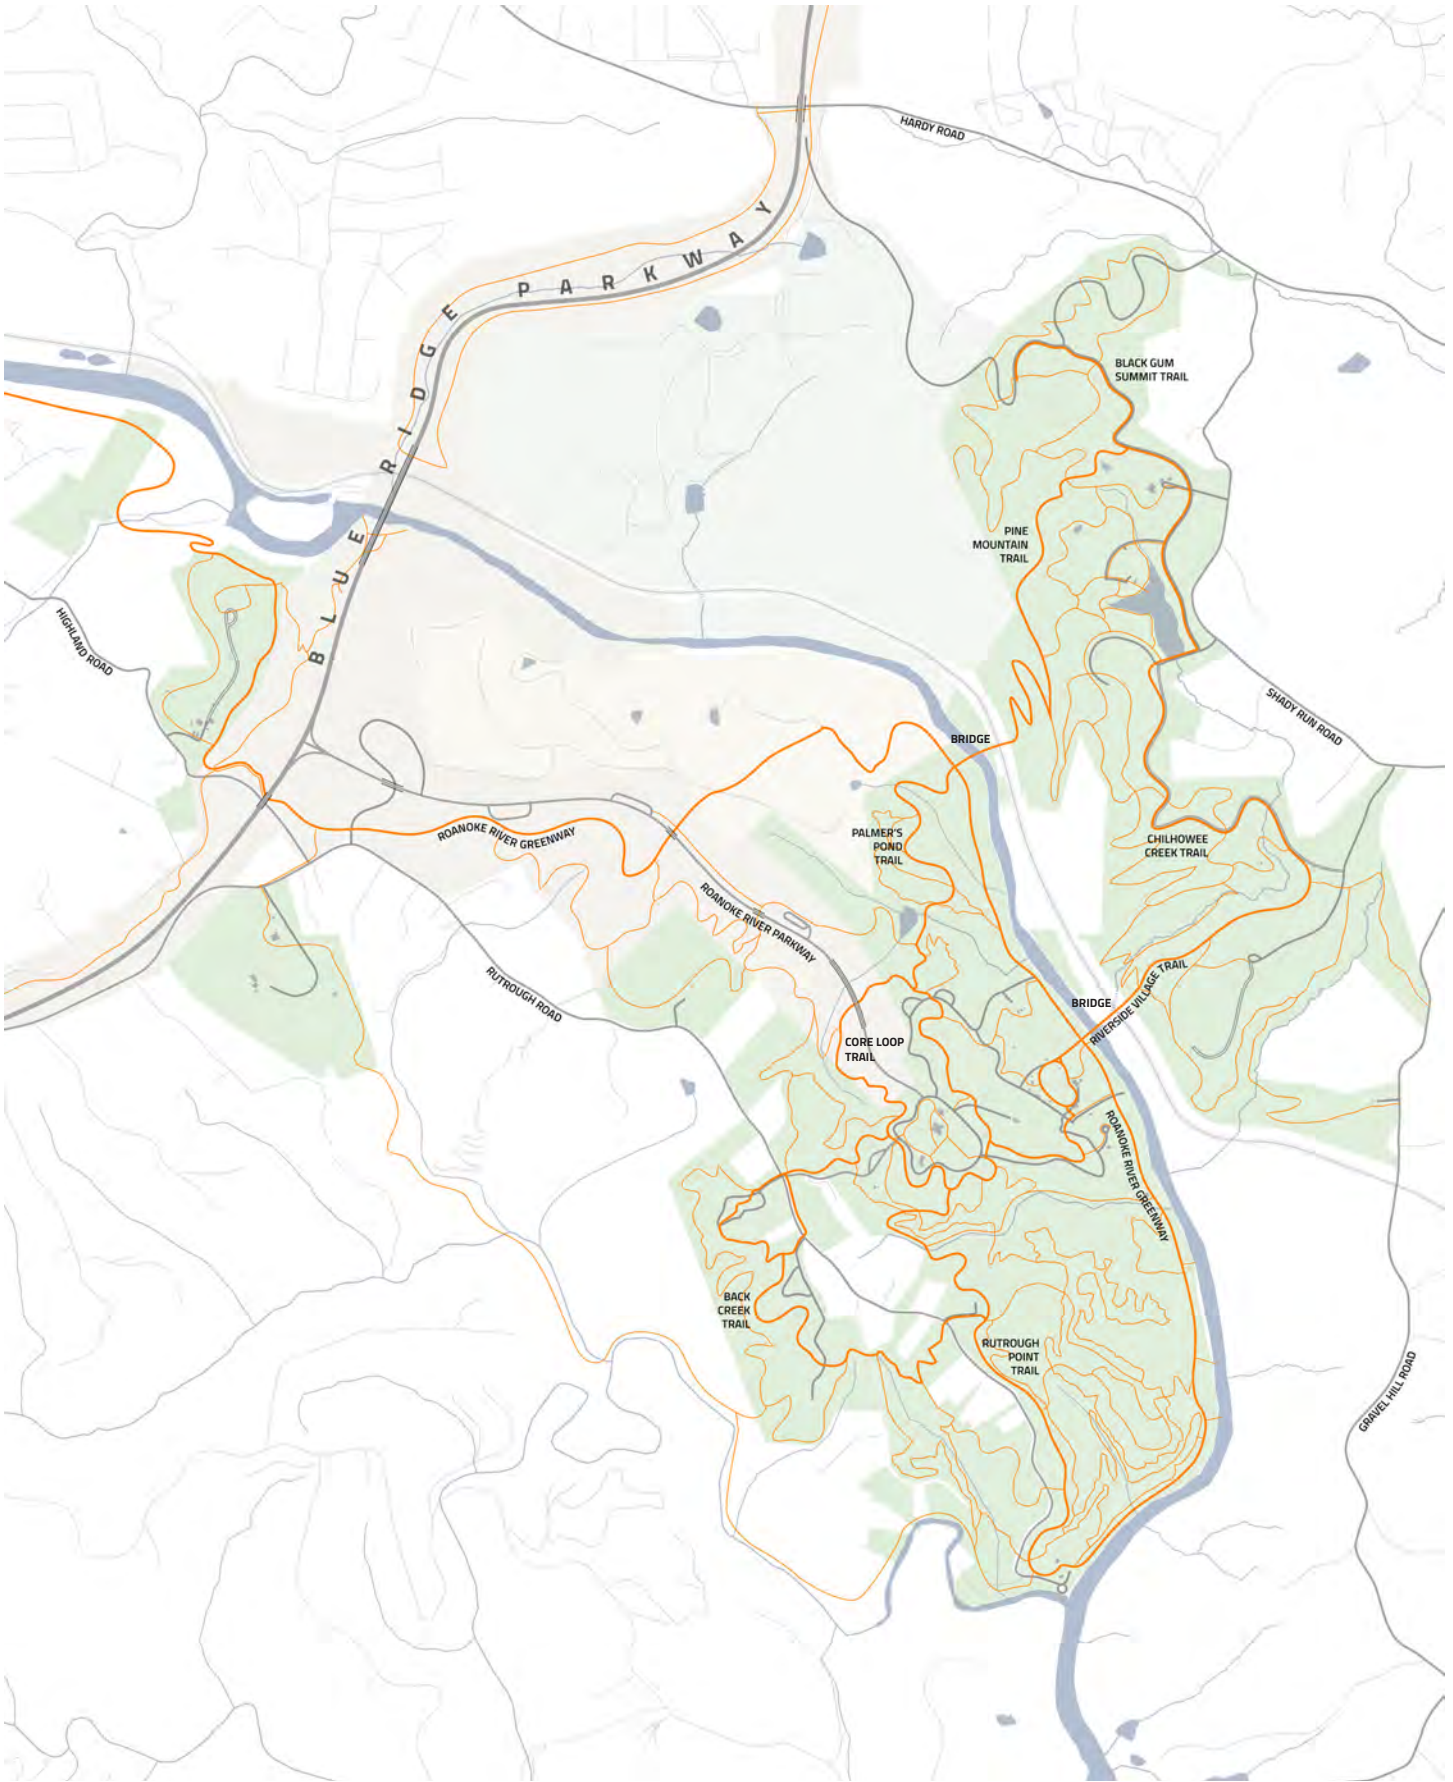 HARDY ROAD
BLUE RIDGE PARKWAY
BLACK GUM
SUMMIT TRAIL
PINE
MOUNTAIN
TRAIL
HIGHLAND ROAD
SHADY RUN ROAD
BRIDGE
ROANOKE RIVER GREENWAY
PALMER'S
POND
TRAIL
CHILHOWEE
CREEK TRAIL
ROANOKE RIVER PARKWAY
RUTROUGH ROAD
BRIDGE
RIVERSIDE VILLAGE TRAIL
CORE LOOP
TRAIL
ROANOKE RIVER GREENWAY
BACK
CREEK
TRAIL
RUTROUGH
POINT
TRAIL
GRAVEL HILL ROAD